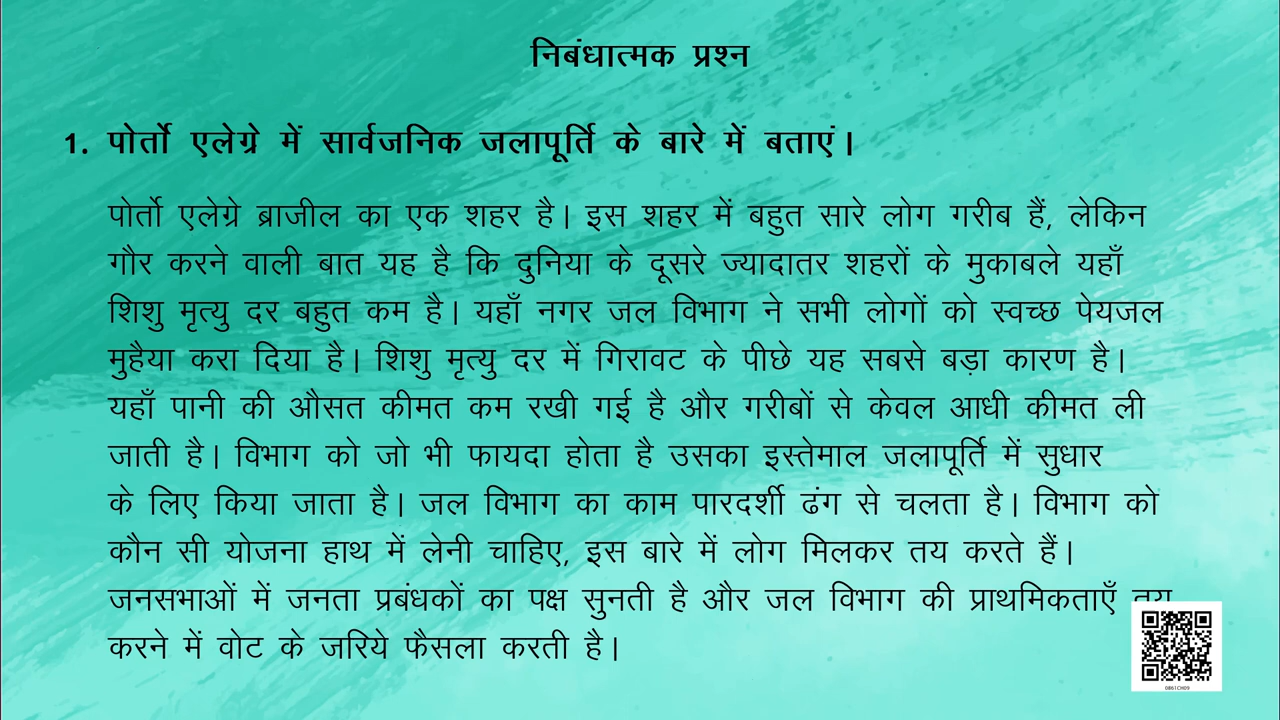 निबंधात्मक प्रश्न
1. पोर्तो एलेग्रे में सार्वजनिक जलापूर्ति के बारे में बताएं।
पोर्तो एलेग्रे ब्राजील का एक शहर है। इस शहर में बहुत सारे लोग गरीब हैं, लेकिन
गौर करने वाली बात यह है कि दुनिया के दूसरे ज्यादातर शहरों के मुकाबले यहाँ
शिशु मृत्यु दर बहुत कम है। यहाँ नगर जल विभाग ने सभी लोगों को स्वच्छ पेयजल
मुहैया करा दिया है। शिशु मृत्यु दर में गिरावट के पीछे यह सबसे बड़ा कारण है।
यहाँ पानी की औसत कीमत कम रखी गई है और गरीबों से केवल आधी कीमत ली
जाती है। विभाग को जो भी फायदा होता है उसका इस्तेमाल जलापूर्ति में सुधार
के लिए किया जाता है। जल विभाग का काम पारदर्शी ढंग से चलता है। विभाग को
कौन सी योजना हाथ में लेनी चाहिए, इस बारे में लोग मिलकर तय करते हैं।
जनसभाओं में जनता प्रबंधकों का पक्ष सुनती है और जल विभाग की प्राथमिकताएँ तय
करने में वोट के जरिये फैसला करती है।
0861CH09